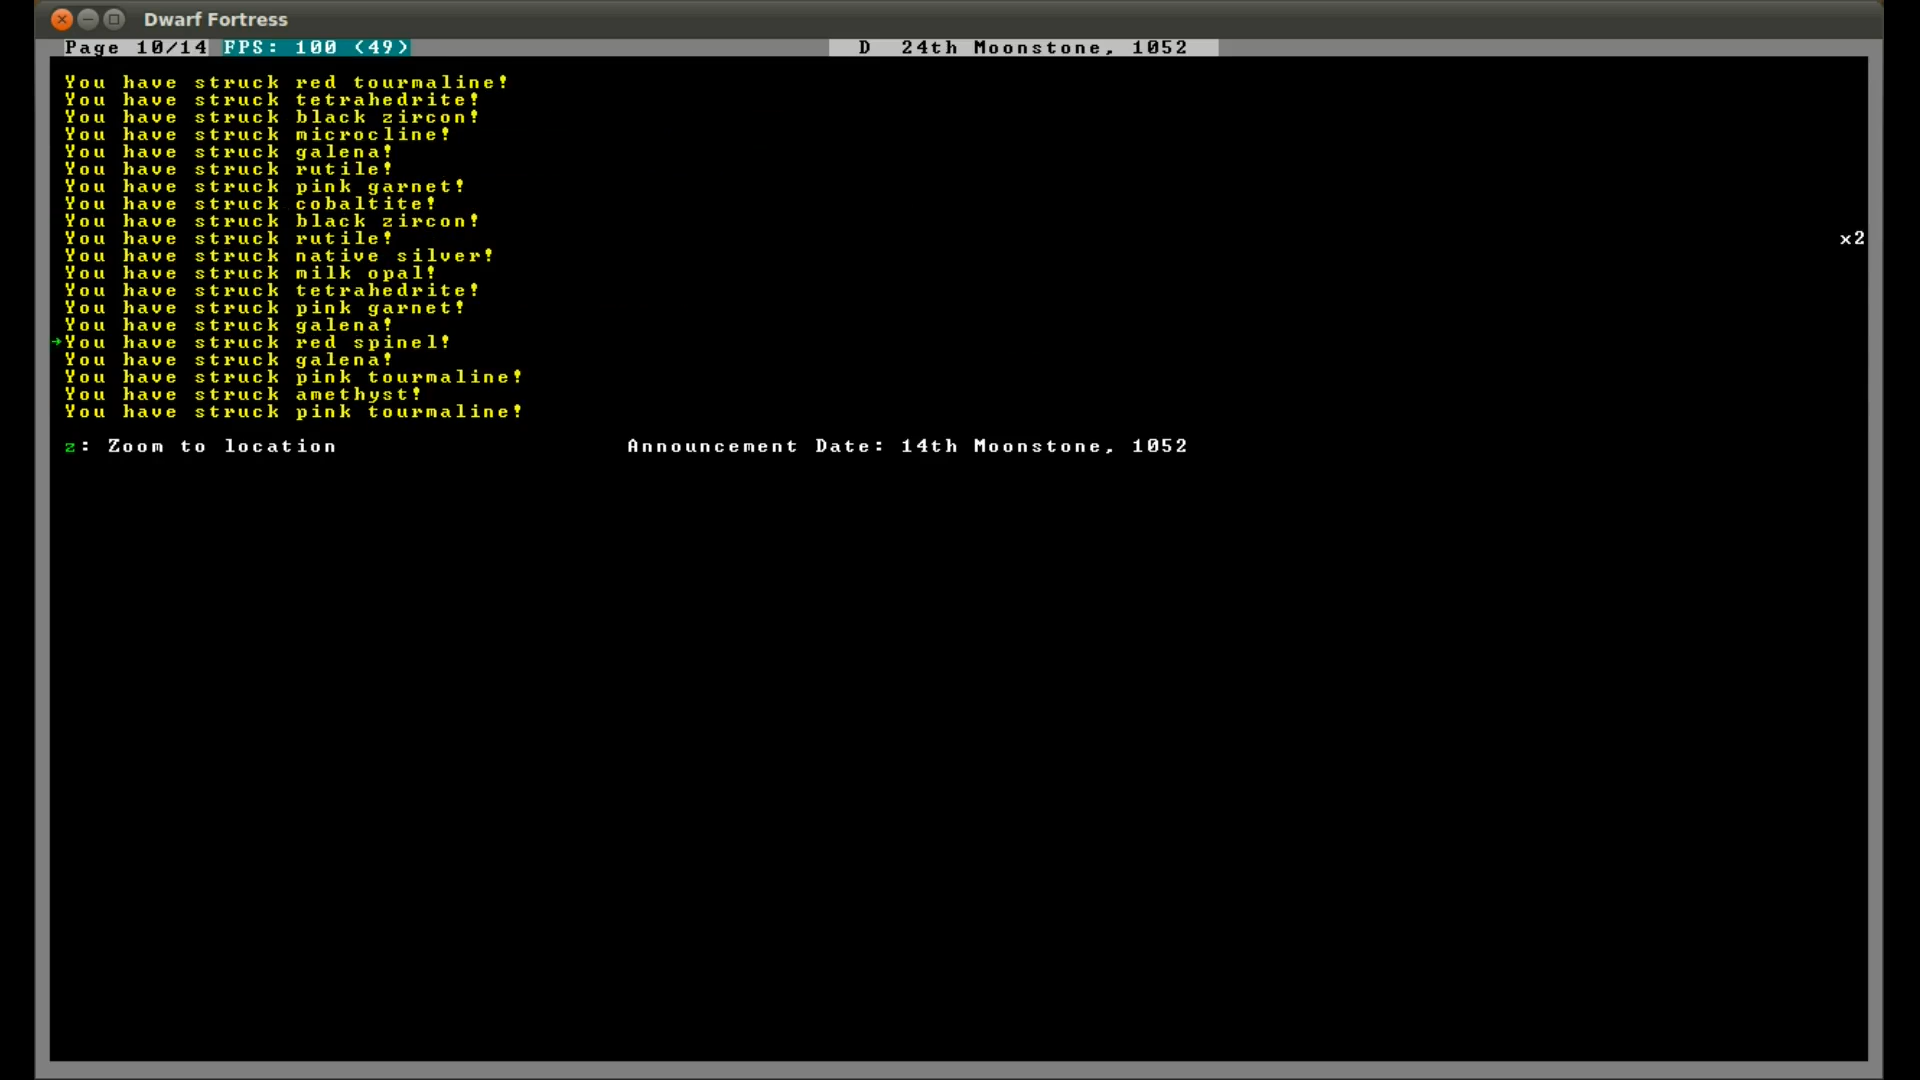 Dwarf Fortress
Page 10/14 FPS: 100 (49) D 24th Moonstone, 1052
You have struck red tourmaline!
You have struck tetrahedrite!
You have struck black zircon!
You have struck microcline!
You have struck galena!
You have struck rutile!
You have struck pink garnet!
You have struck cobaltite!
You have struck black zircon!
You have struck rutile! x2
You have struck native silver!
You have struck milk opal!
You have struck tetrahedrite!
You have struck pink garnet!
You have struck galena!
→You have struck red spinel!
You have struck galena!
You have struck pink tourmaline!
You have struck amethyst!
You have struck pink tourmaline!
z: Zoom to location Announcement Date: 14th Moonstone, 1052